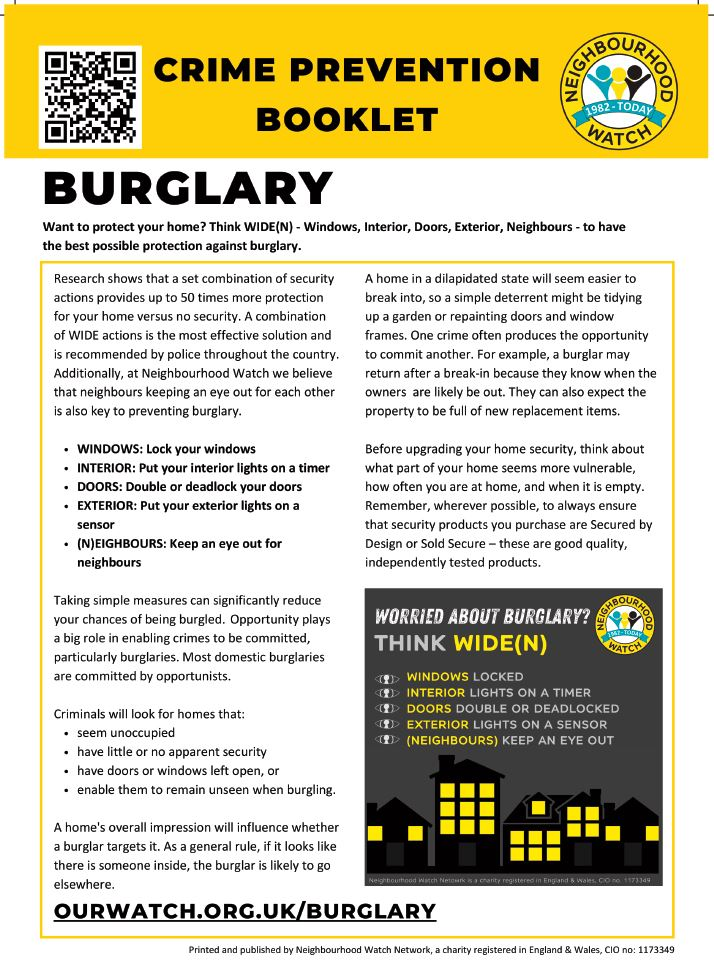 CRIME PREVENTION
BOOKLET
NEIGHBOURHOOD
1982 - TODAY
WATCH
BURGLARY
Want to protect your home? Think WIDE(N) - Windows, Interior, Doors, Exterior, Neighbours - to have
the best possible protection against burglary.
Research shows that a set combination of security
actions provides up to 50 times more protection
for your home versus no security. A combination
of WIDE actions is the most effective solution and
is recommended by police throughout the country.
Additionally, at Neighbourhood Watch we believe
that neighbours keeping an eye out for each other
is also key to preventing burglary.
• WINDOWS: Lock your windows
• INTERIOR: Put your interior lights on a timer
• DOORS: Double or deadlock your doors
• EXTERIOR: Put your exterior lights on a
sensor
• (N)EIGHBOURS: Keep an eye out for
neighbours
Taking simple measures can significantly reduce
your chances of being burgled. Opportunity plays
a big role in enabling crimes to be committed,
particularly burglaries. Most domestic burglaries
are committed by opportunists.
Criminals will look for homes that:
• seem unoccupied
• have little or no apparent security
• have doors or windows left open, or
• enable them to remain unseen when burgling.
A home's overall impression will influence whether
a burglar targets it. As a general rule, if it looks like
there is someone inside, the burglar is likely to go
elsewhere.
A home in a dilapidated state will seem easier to
break into, so a simple deterrent might be tidying
up a garden or repainting doors and window
frames. One crime often produces the opportunity
to commit another. For example, a burglar may
return after a break-in because they know when the
owners are likely be out. They can also expect the
property to be full of new replacement items.
Before upgrading your home security, think about
what part of your home seems more vulnerable,
how often you are at home, and when it is empty.
Remember, wherever possible, to always ensure
that security products you purchase are Secured by
Design or Sold Secure – these are good quality,
independently tested products.
WORRIED ABOUT BURGLARY?
THINK WIDE(N)
NEIGHBOURHOOD
1982 - TODAY
WATCH
WINDOWS LOCKED
INTERIOR LIGHTS ON A TIMER
DOORS DOUBLE OR DEADLOCKED
EXTERIOR LIGHTS ON A SENSOR
(NEIGHBOURS) KEEP AN EYE OUT
Neighbourhood Watch Netowrk is a charity registered in England & Wales, CIO no: 1173349
OURWATCH.ORG.UK/BURGLARY
Printed and published by Neighbourhood Watch Network, a charity registered in England & Wales, CIO no: 1173349